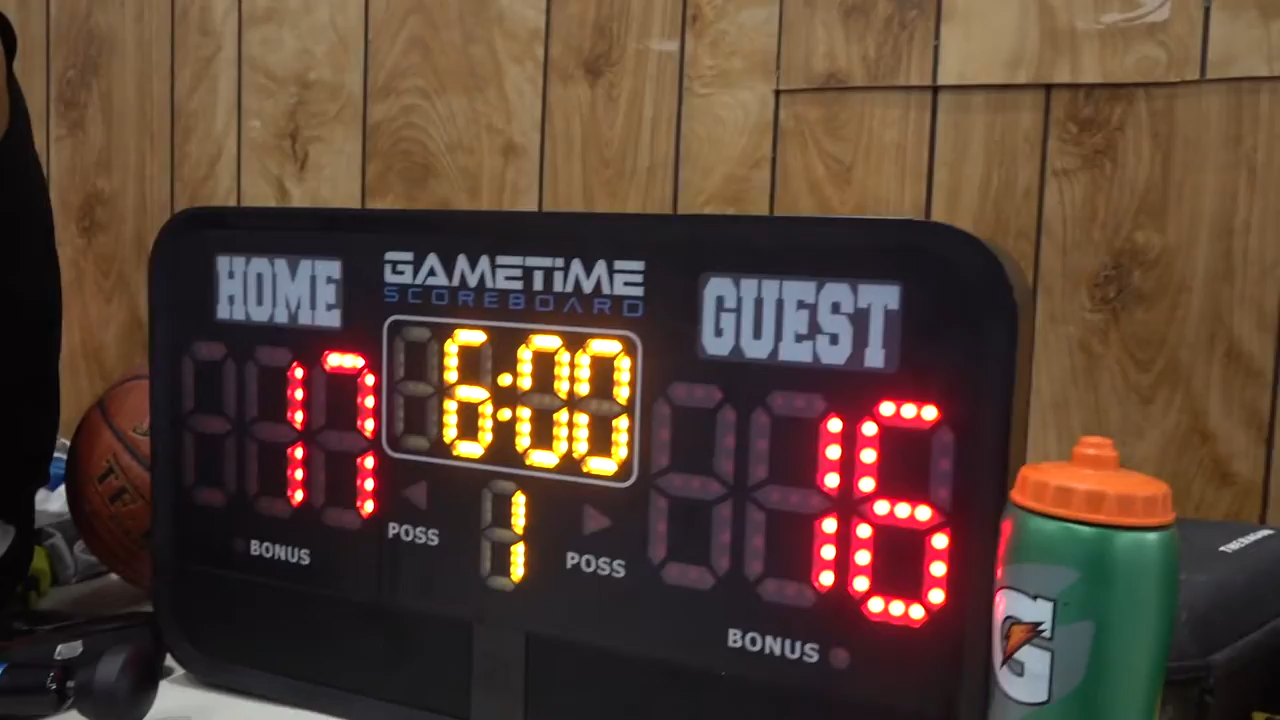 HOME
GAMETIME
SCOREBOARD
GUEST
17
6:00
16
1
POSS
POSS
BONUS
BONUS
G